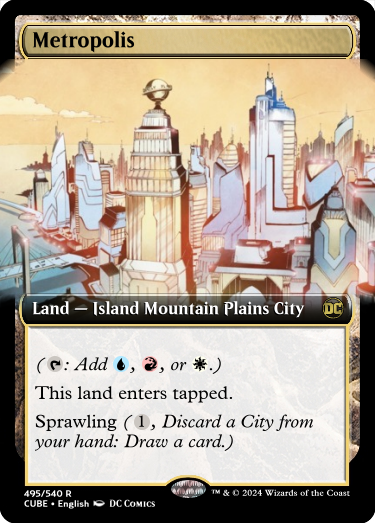 Metropolis
Land — Island Mountain Plains City
DC
( : Add , , or .)
This land enters tapped.
Sprawling ( 1 , Discard a City from
your hand: Draw a card.)
495/540 R
CUBE • English DC COMICS
™ & © 2024 Wizards of the Coast